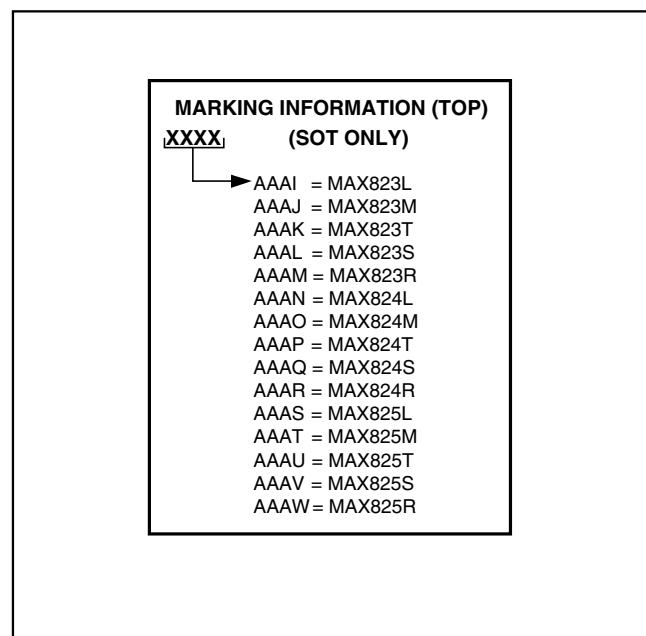 MARKING INFORMATION (TOP)
XXXX (SOT ONLY)
AAAI = MAX823L
AAAJ = MAX823M
AAAK = MAX823T
AAAL = MAX823S
AAAM = MAX823R
AAAN = MAX824L
AAAO = MAX824M
AAAP = MAX824T
AAAQ = MAX824S
AAAR = MAX824R
AAAS = MAX825L
AAAT = MAX825M
AAAU = MAX825T
AAAV = MAX825S
AAAW = MAX825R